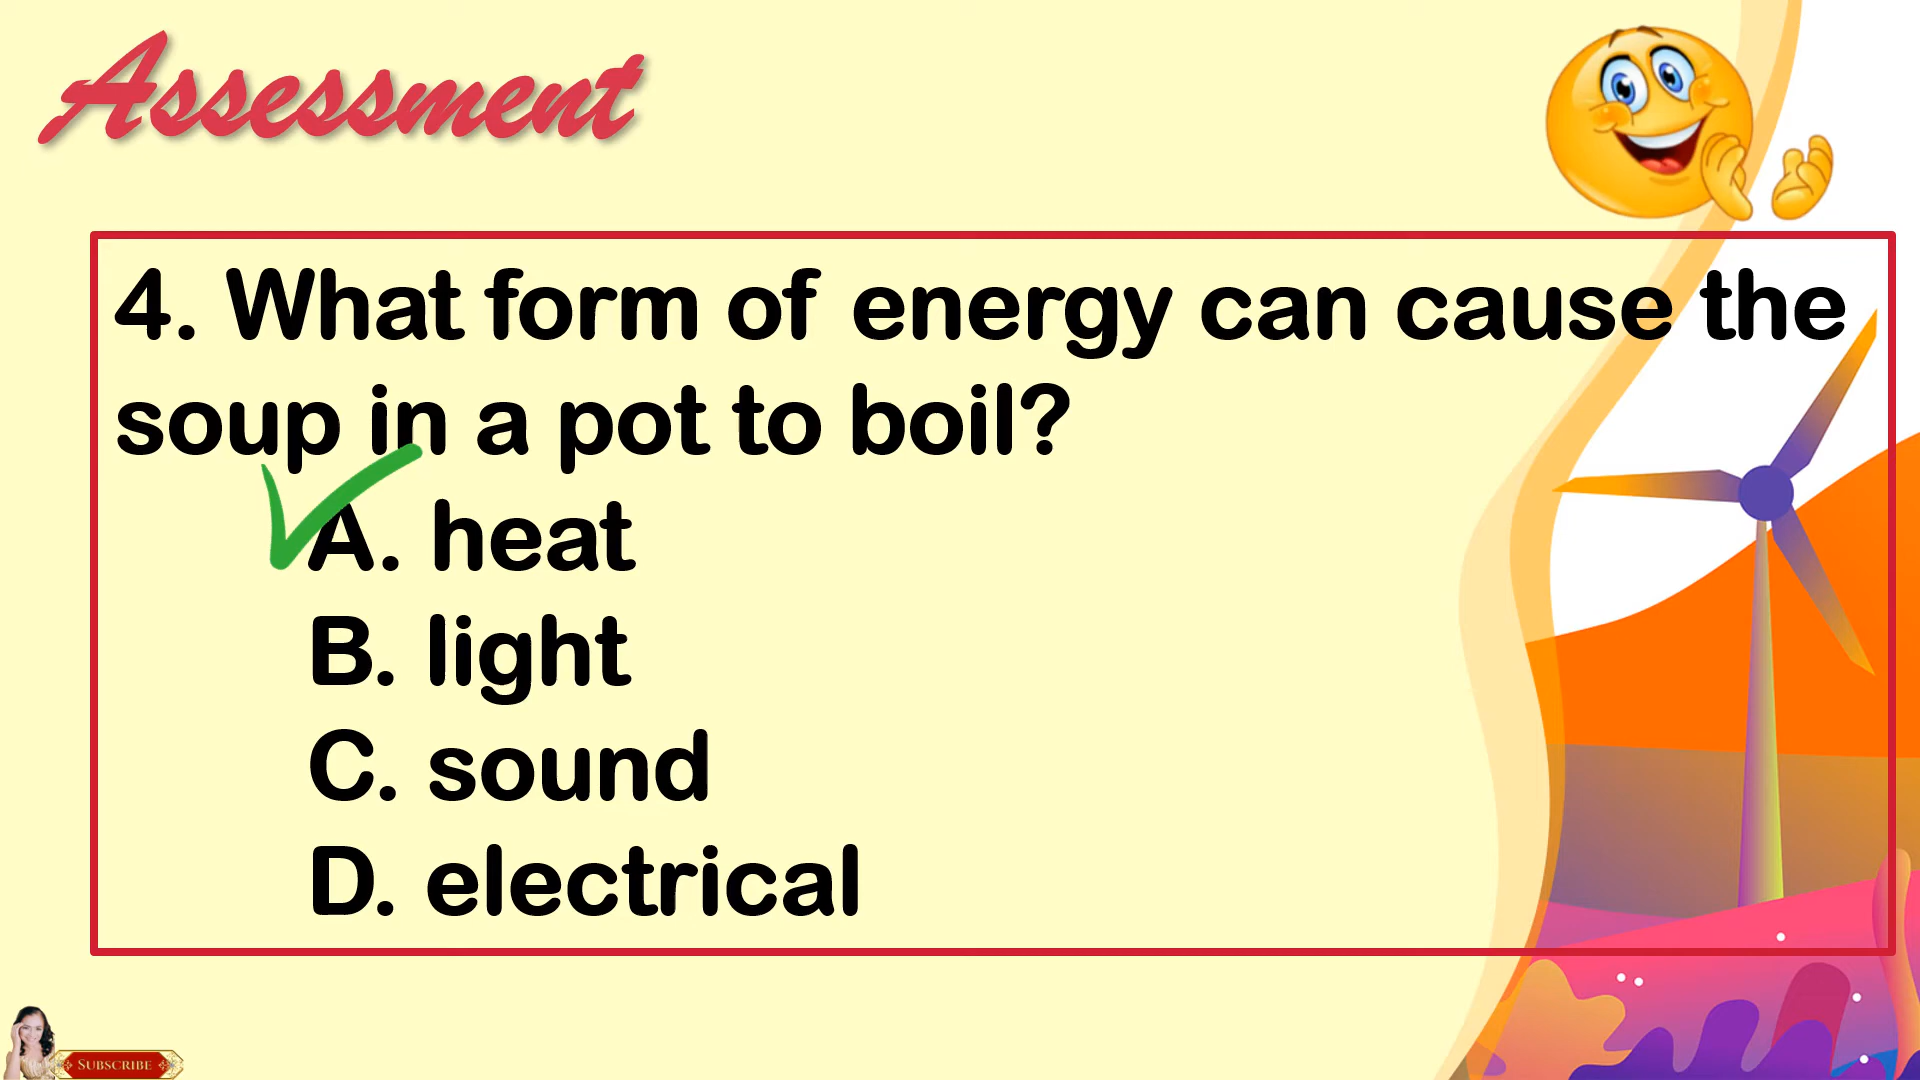 Assessment
4. What form of energy can cause the
soup in a pot to boil?
A. heat
B. light
C. sound
D. electrical
SUBSCRIBE